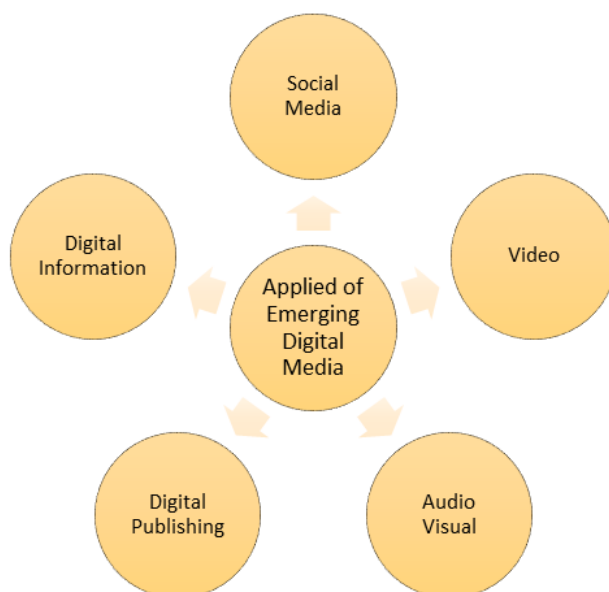 Social
Media
Digital
Information
Video
Applied of
Emerging
Digital
Media
Digital
Publishing
Audio
Visual